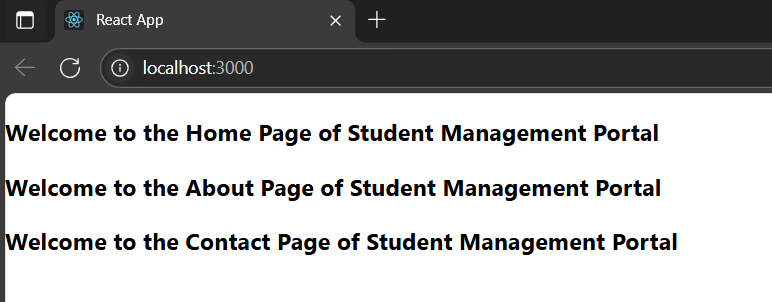 React App
localhost:3000
Welcome to the Home Page of Student Management Portal
Welcome to the About Page of Student Management Portal
Welcome to the Contact Page of Student Management Portal